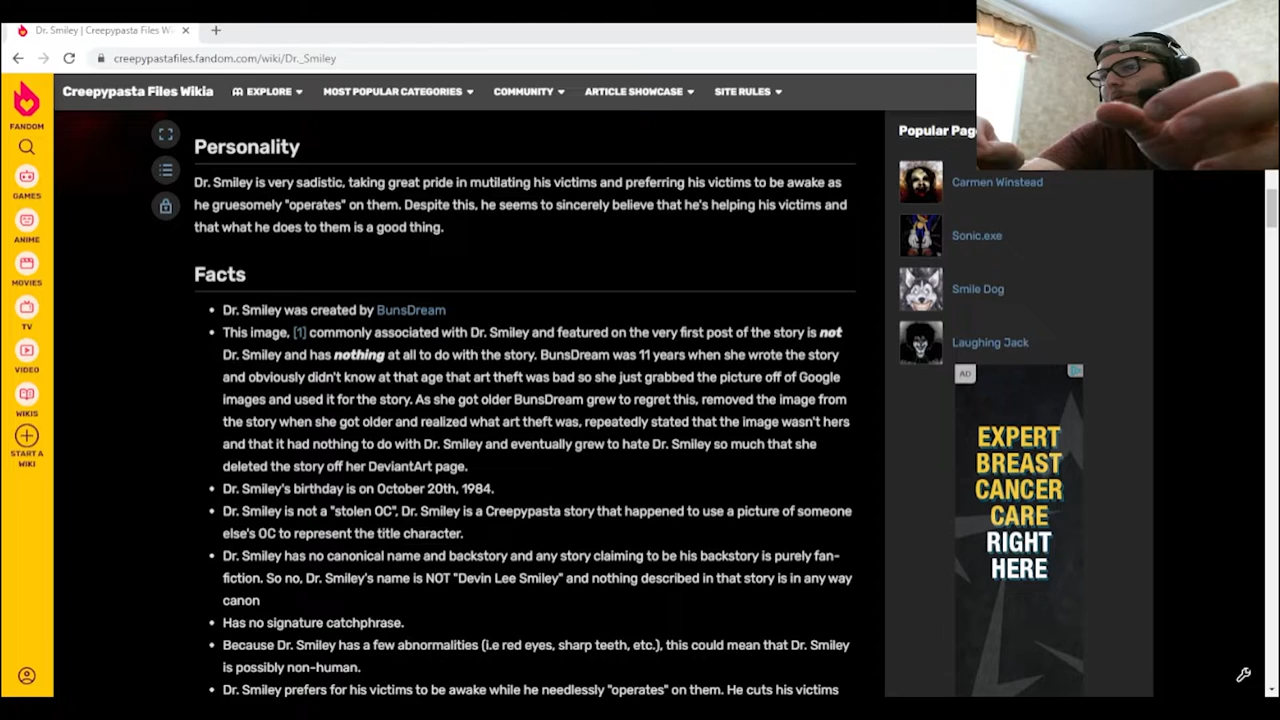 Dr. Smiley | Creepypasta Files W
creepypastafiles.fandom.com/wiki/Dr._Smiley
Creepypasta Files Wikia
EXPLORE
MOST POPULAR CATEGORIES
COMMUNITY
ARTICLE SHOWCASE
SITE RULES
FANDOM
GAMES
ANIME
MOVIES
TV
VIDEO
WIKIS
START A
WIKI
Personality
Dr. Smiley is very sadistic, taking great pride in mutilating his victims and preferring his victims to be awake as
he gruesomely "operates" on them. Despite this, he seems to sincerely believe that he's helping his victims and
that what he does to them is a good thing.
Facts
Dr. Smiley was created by BunsDream
This image, [1] commonly associated with Dr. Smiley and featured on the very first post of the story is not
Dr. Smiley and has nothing at all to do with the story. BunsDream was 11 years when she wrote the story
and obviously didn't know at that age that art theft was bad so she just grabbed the picture off of Google
images and used it for the story. As she got older BunsDream grew to regret this, removed the image from
the story when she got older and realized what art theft was, repeatedly stated that the image wasn't hers
and that it had nothing to do with Dr. Smiley and eventually grew to hate Dr. Smiley so much that she
deleted the story off her DeviantArt page.
Dr. Smiley's birthday is on October 20th, 1984.
Dr. Smiley is not a "stolen OC", Dr. Smiley is a Creepypasta story that happened to use a picture of someone
else's OC to represent the title character.
Dr. Smiley has no canonical name and backstory and any story claiming to be his backstory is purely fan-
fiction. So no, Dr. Smiley's name is NOT "Devin Lee Smiley" and nothing described in that story is in any way
canon
Has no signature catchphrase.
Because Dr. Smiley has a few abnormalities (i.e red eyes, sharp teeth, etc.), this could mean that Dr. Smiley
is possibly non-human.
Dr. Smiley prefers for his victims to be awake while he needlessly "operates" on them. He cuts his victims
Popular Pag
Carmen Winstead
Sonic.exe
Smile Dog
Laughing Jack
AD
EXPERT
BREAST
CANCER
CARE
RIGHT
HERE